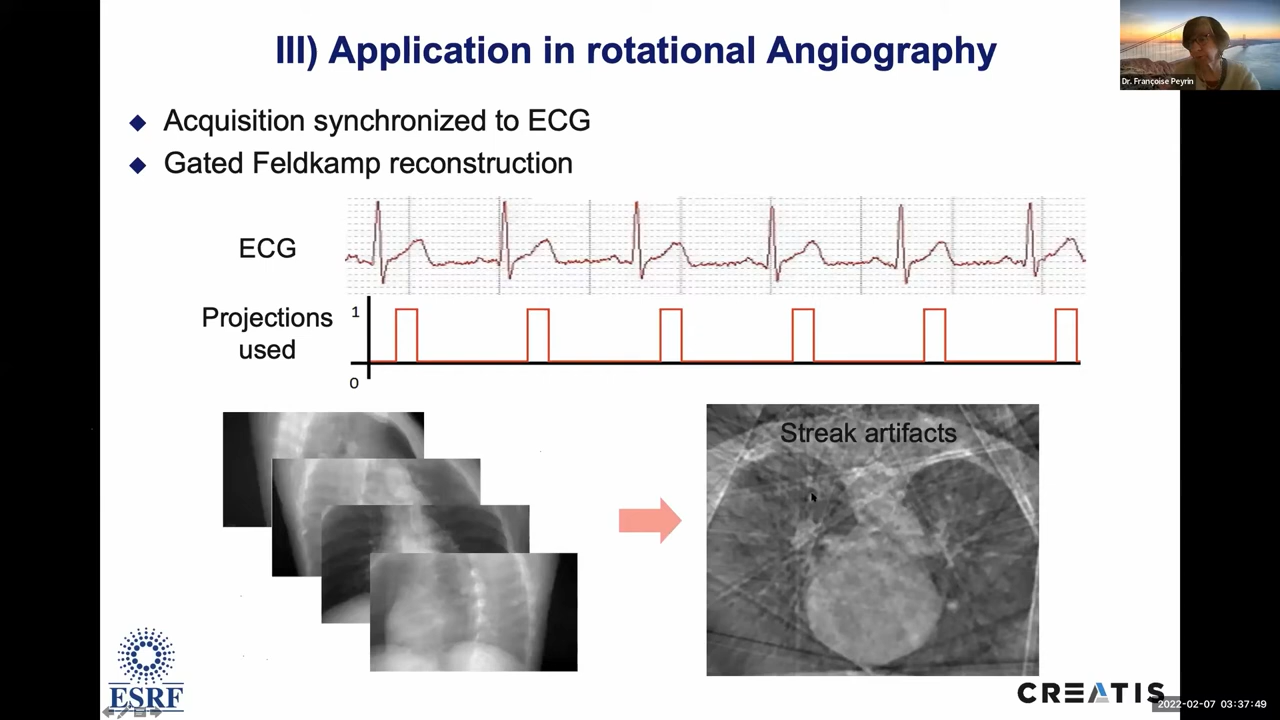 III) Application in rotational Angiography
Dr. Françoise Peyrin
Acquisition synchronized to ECG
Gated Feldkamp reconstruction
ECG
Projections
used
1
0
Streak artifacts
ESRF
CREATIS
2022-02-07 03:37:49